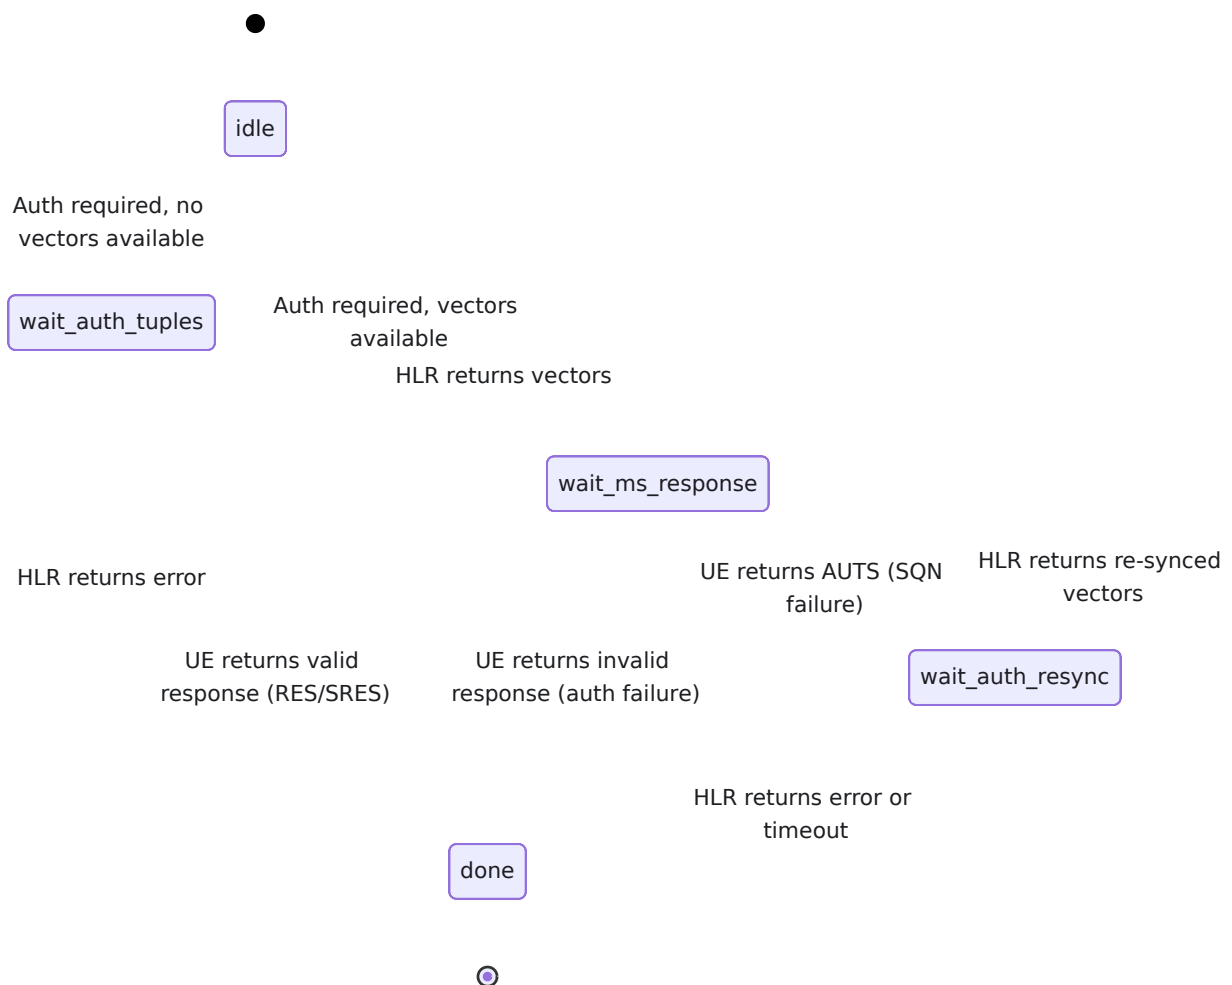 idle
Auth required, no
vectors available
wait_auth_tuples
Auth required, vectors
available
HLR returns vectors
wait_ms_response
HLR returns error
UE returns AUTS (SQN
failure)
HLR returns re-synced
vectors
UE returns valid
response (RES/SRES)
UE returns invalid
response (auth failure)
wait_auth_resync
HLR returns error or
timeout
done